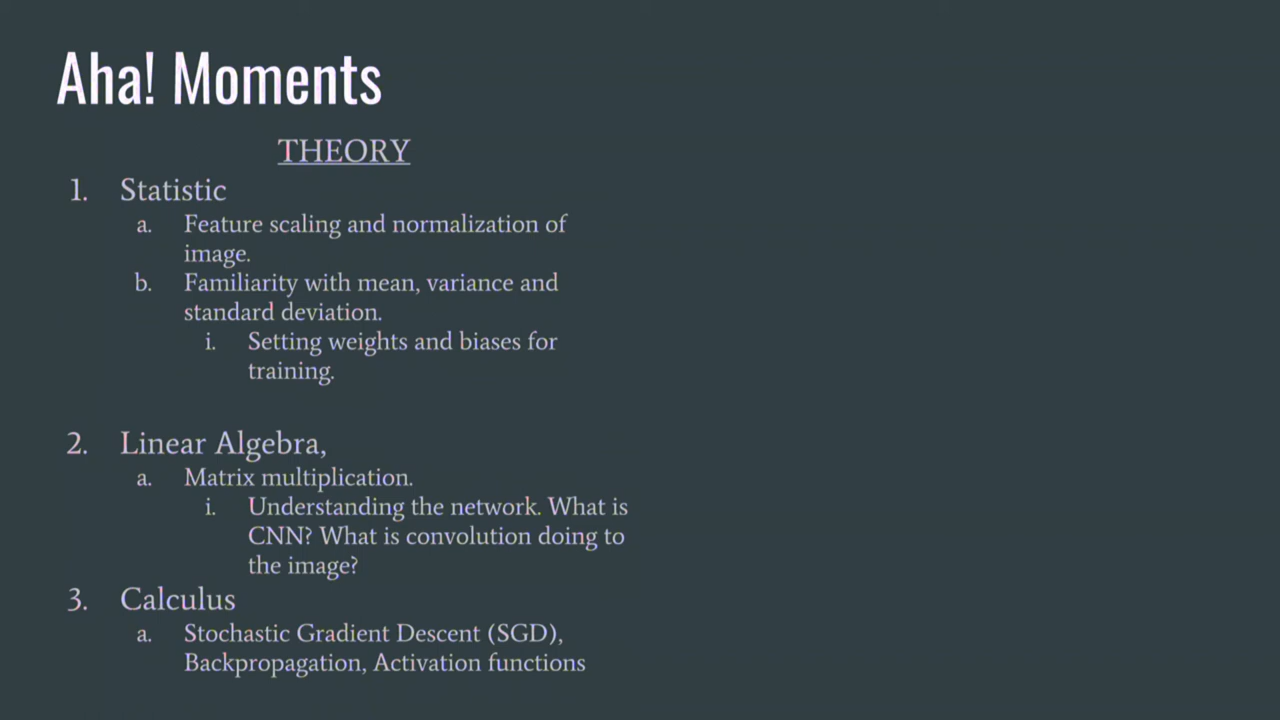 Aha! Moments
THEORY
1. Statistic
a. Feature scaling and normalization of
image.
b. Familiarity with mean, variance and
standard deviation.
i. Setting weights and biases for
training.
2. Linear Algebra,
a. Matrix multiplication.
i. Understanding the network. What is
CNN? What is convolution doing to
the image?
3. Calculus
a. Stochastic Gradient Descent (SGD),
Backpropagation, Activation functions